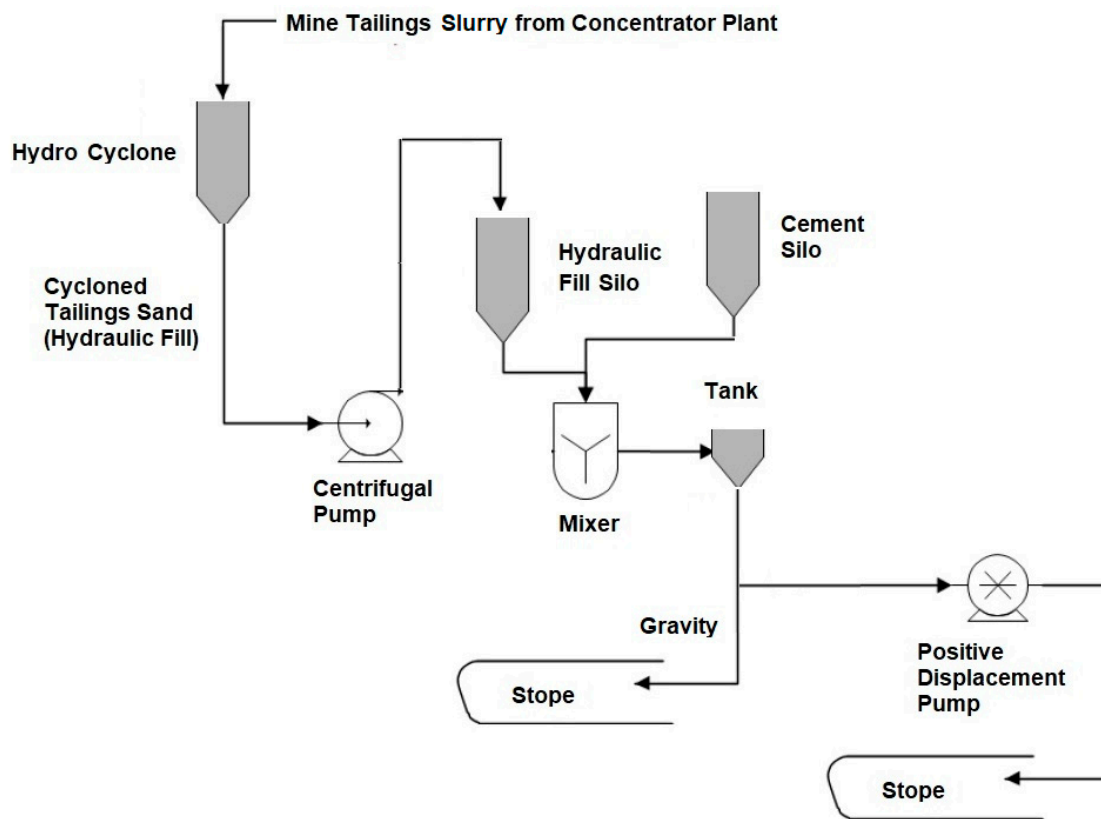 Mine Tailings Slurry from Concentrator Plant
Hydro Cyclone
Cycloned
Tailings Sand
(Hydraulic Fill)
Centrifugal
Pump
Hydraulic
Fill Silo
Cement
Silo
Mixer
Tank
Gravity
Stope
Positive
Displacement
Pump
Stope